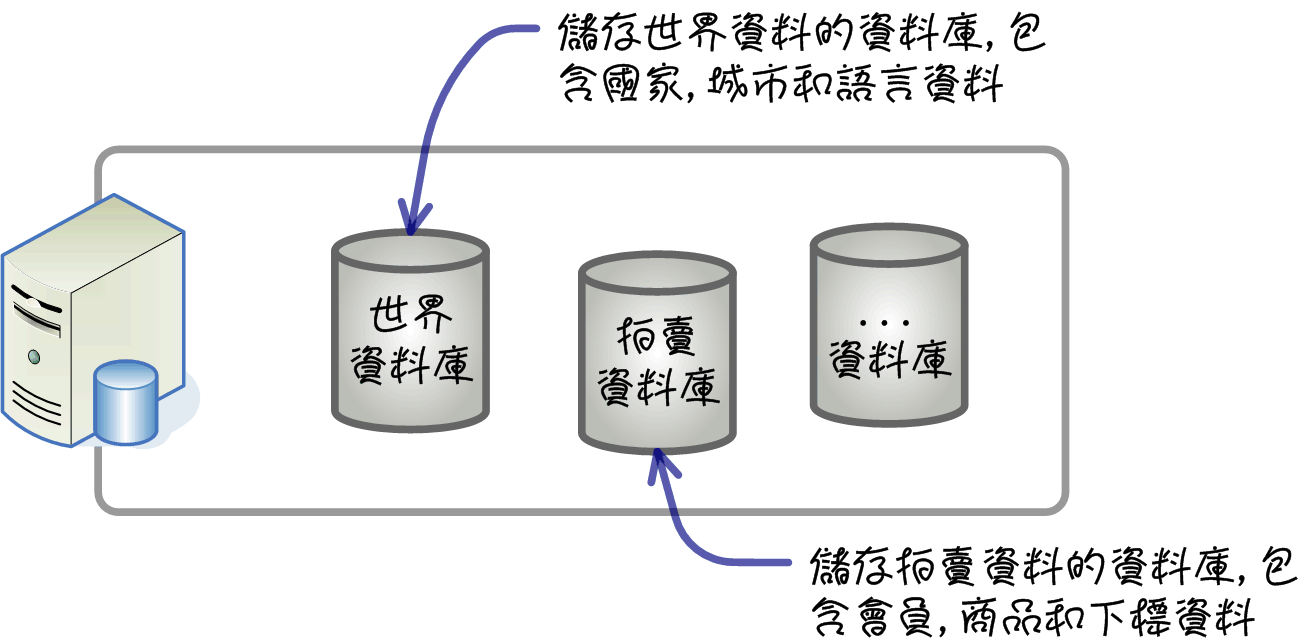 儲存世界資料的資料庫, 包
含國家, 城市和語言資料
世界
資料庫
拍賣
資料庫
...
資料庫
儲存拍賣資料的資料庫, 包
含會員, 商品和下標資料